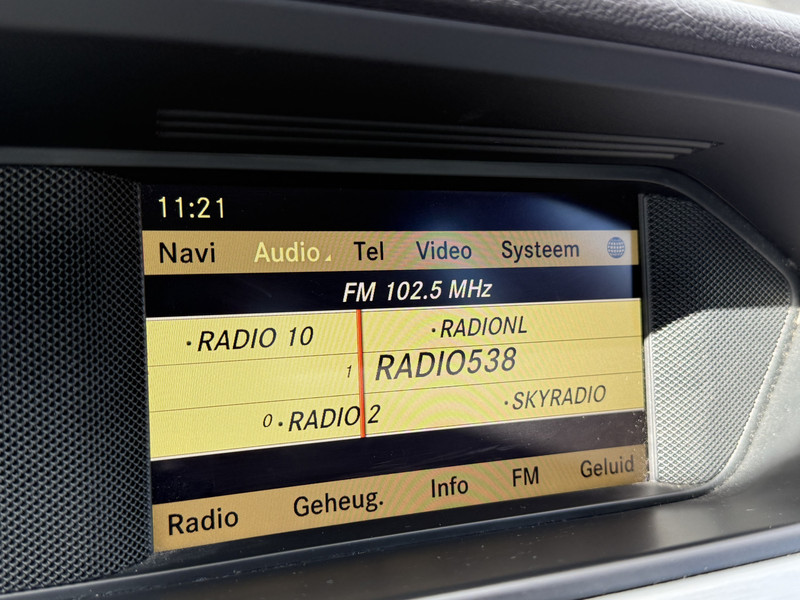 11:21
Navi Audio Tel Video Systeem
FM 102.5 MHz
·RADIO 10 ·RADIONL
1 RADIO538
0 ·RADIO 2 ·SKYRADIO
Radio Geheug. Info FM Geluid